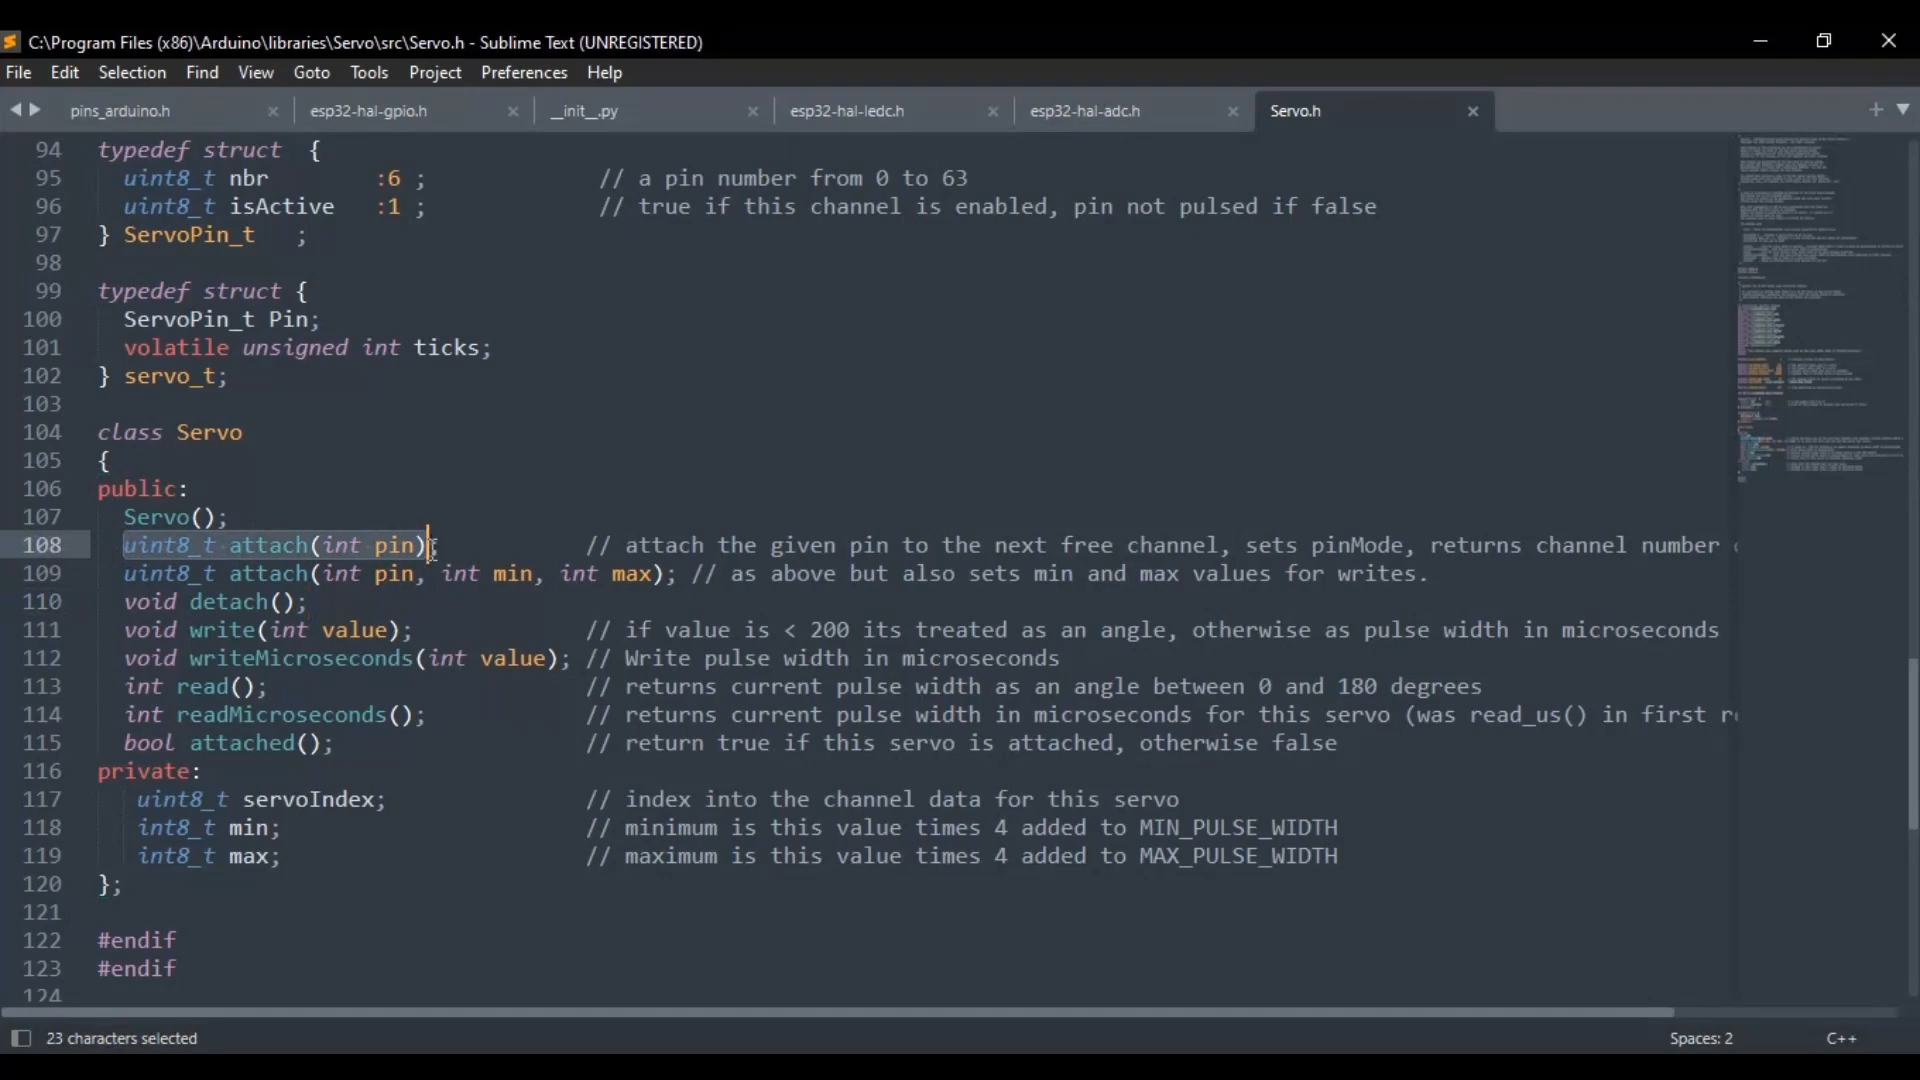 C:\Program Files (x86)\Arduino\libraries\Servo\src\Servo.h - Sublime Text (UNREGISTERED)
File Edit Selection Find View Goto Tools Project Preferences Help
pins_arduino.h esp32-hal-gpio.h __init__.py esp32-hal-ledc.h esp32-hal-adc.h Servo.h
94 typedef struct  {
95   uint8_t nbr        :6 ;             // a pin number from 0 to 63
96   uint8_t isActive   :1 ;             // true if this channel is enabled, pin not pulsed if false
97 } ServoPin_t   ;
98
99 typedef struct {
100   ServoPin_t Pin;
101   volatile unsigned int ticks;
102 } servo_t;
103
104 class Servo
105 {
106 public:
107   Servo();
108   uint8_t attach(int pin);           // attach the given pin to the next free channel, sets pinMode, returns channel number
109   uint8_t attach(int pin, int min, int max); // as above but also sets min and max values for writes.
110   void detach();
111   void write(int value);             // if value is < 200 its treated as an angle, otherwise as pulse width in microseconds
112   void writeMicroseconds(int value); // Write pulse width in microseconds
113   int read();                        // returns current pulse width as an angle between 0 and 180 degrees
114   int readMicroseconds();            // returns current pulse width in microseconds for this servo (was read_us() in first
115   bool attached();                   // return true if this servo is attached, otherwise false
116 private:
117    uint8_t servoIndex;               // index into the channel data for this servo
118    int8_t min;                       // minimum is this value times 4 added to MIN_PULSE_WIDTH
119    int8_t max;                       // maximum is this value times 4 added to MAX_PULSE_WIDTH
120 };
121
122 #endif
123 #endif
124
23 characters selected Spaces: 2 C++